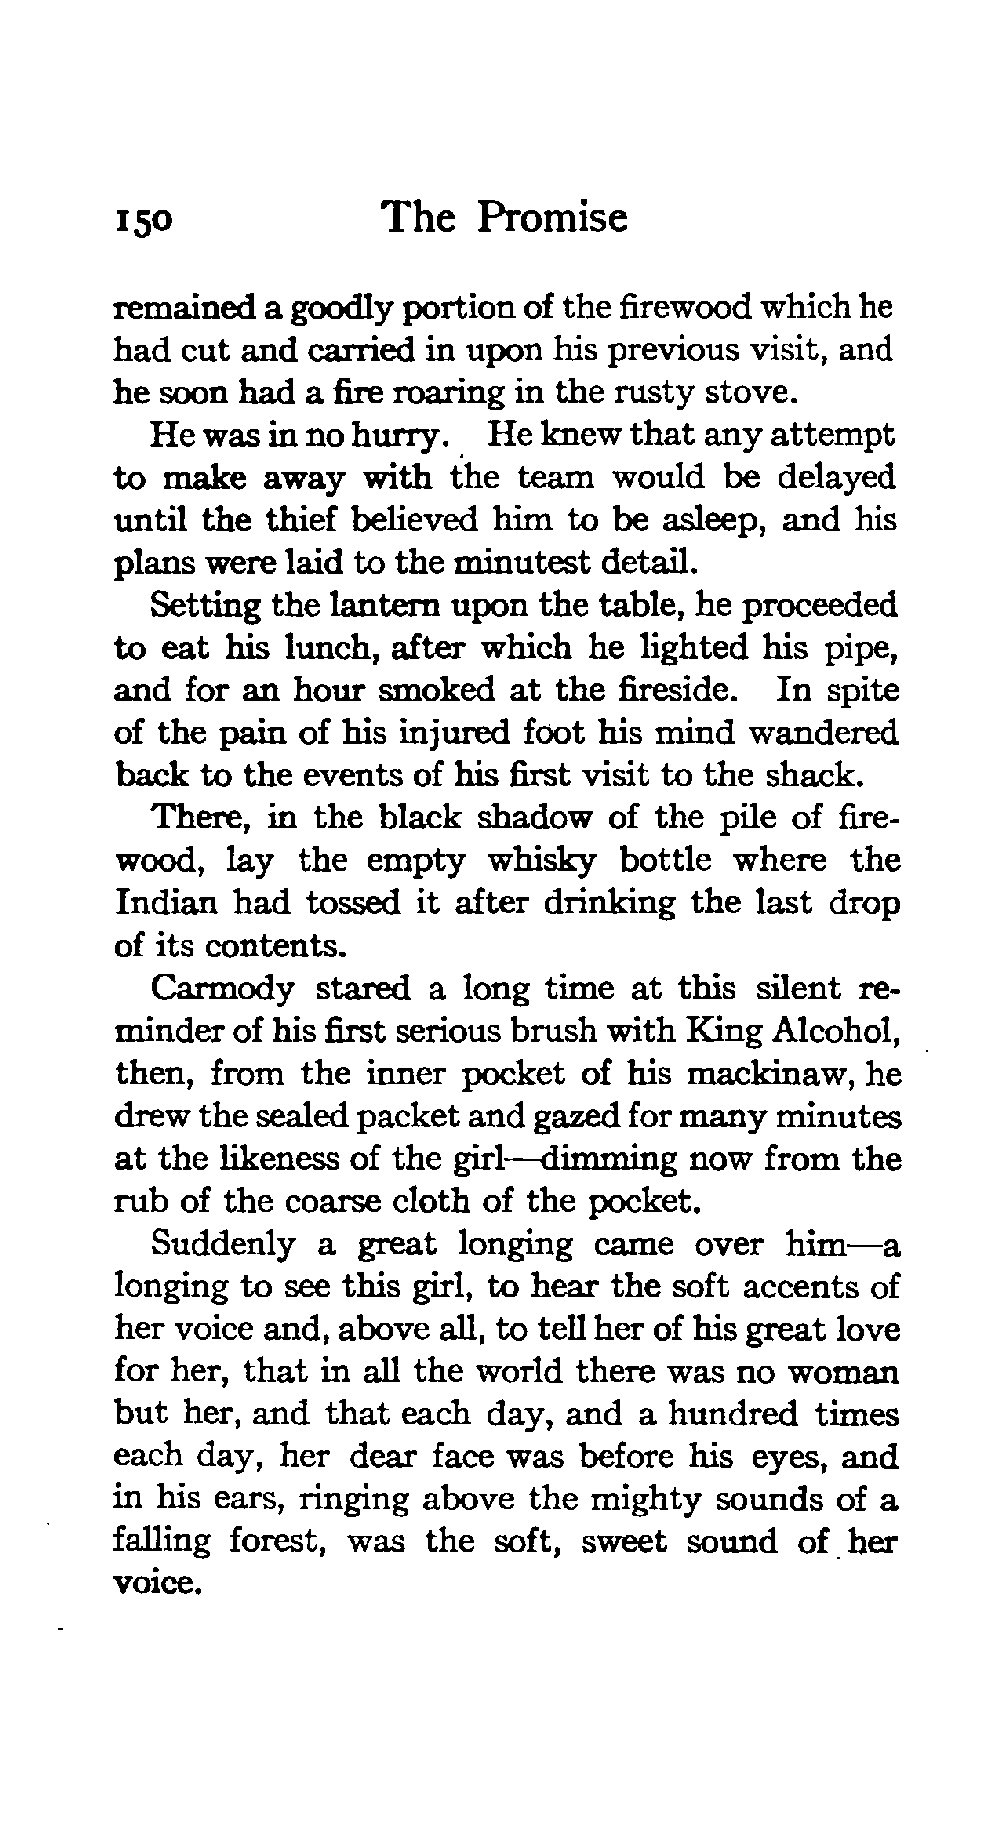 150 The Promise
remained a goodly portion of the firewood which he
had cut and carried in upon his previous visit, and
he soon had a fire roaring in the rusty stove.
He was in no hurry. He knew that any attempt
to make away with the team would be delayed
until the thief believed him to be asleep, and his
plans were laid to the minutest detail.
Setting the lantern upon the table, he proceeded
to eat his lunch, after which he lighted his pipe,
and for an hour smoked at the fireside. In spite
of the pain of his injured foot his mind wandered
back to the events of his first visit to the shack.
There, in the black shadow of the pile of fire-
wood, lay the empty whisky bottle where the
Indian had tossed it after drinking the last drop
of its contents.
Carmody stared a long time at this silent re-
minder of his first serious brush with King Alcohol,
then, from the inner pocket of his mackinaw, he
drew the sealed packet and gazed for many minutes
at the likeness of the girl—dimming now from the
rub of the coarse cloth of the pocket.
Suddenly a great longing came over him—a
longing to see this girl, to hear the soft accents of
her voice and, above all, to tell her of his great love
for her, that in all the world there was no woman
but her, and that each day, and a hundred times
each day, her dear face was before his eyes, and
in his ears, ringing above the mighty sounds of a
falling forest, was the soft, sweet sound of her
voice.